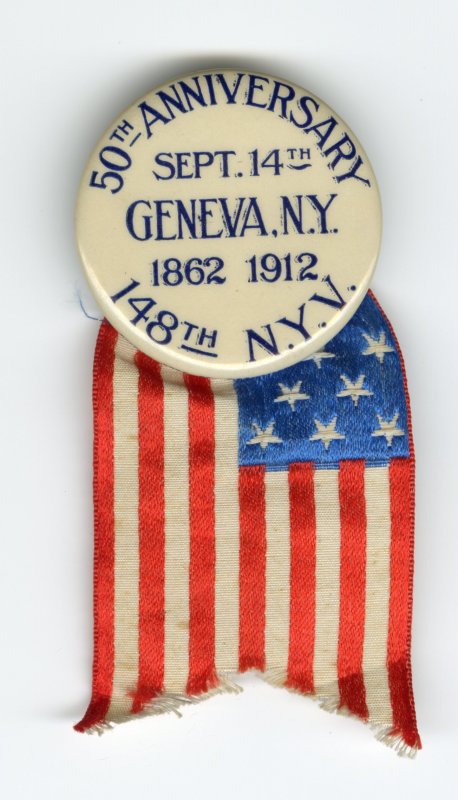 50TH ANNIVERSARY
SEPT. 14TH
GENEVA, N.Y.
1862 1912
148TH N.Y.V.